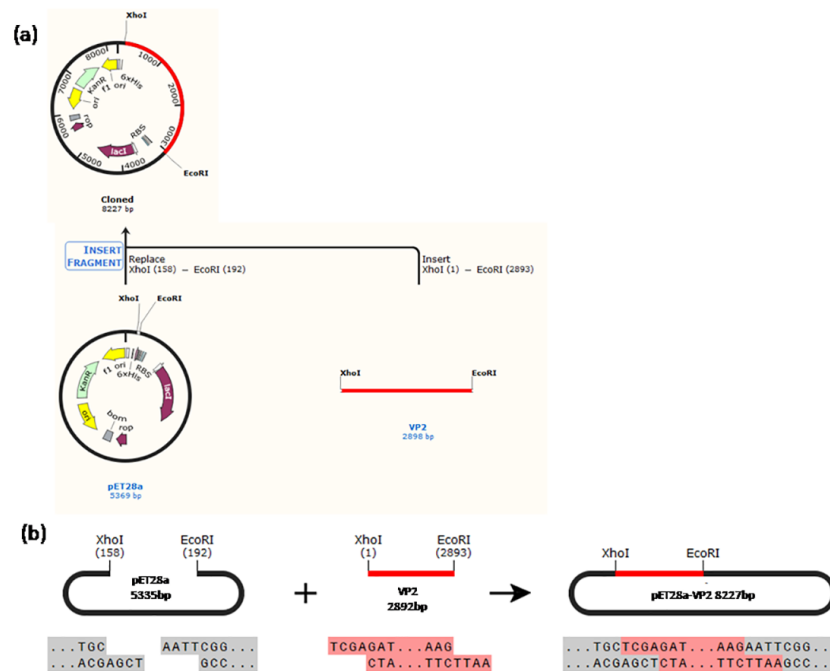 (a)
XhoI
8000
1000
7000
2000
6000
3000
5000
4000
KanR
f1 ori
6xHis
ori
rop
lacI
RBS
EcoRI
Cloned
8227 bp
INSERT
FRAGMENT
Replace
XhoI (158) – EcoRI (192)
Insert
XhoI (1) – EcoRI (2893)
XhoI
EcoRI
f1 ori
6xHis
RBS
KanR
lacI
ori
bom
rop
pET28a
5369 bp
XhoI
EcoRI
VP2
2898 bp
(b)
XhoI
(158)
EcoRI
(192)
pET28a
5335bp
+
XhoI
(1)
EcoRI
(2893)
VP2
2892bp
XhoI
EcoRI
pET28a-VP2 8227bp
...TGC AATTCGG...
...ACGAGCT GCC...
TCGAGAT...AAG
CTA...TTCTTAA
...TGCTCGAGAT...AAGAATTCGG...
...ACGAGCTCTA...TTCTTAAGCC...